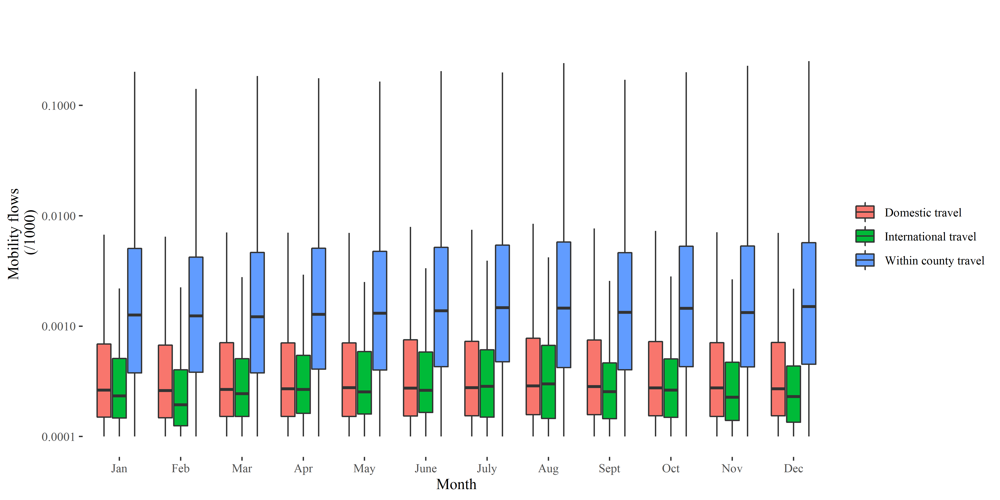 Mobility flows
(/1000)
0.1000
0.0100
0.0010
0.0001
Jan Feb Mar Apr May June July Aug Sept Oct Nov Dec
Month
Domestic travel
International travel
Within county travel